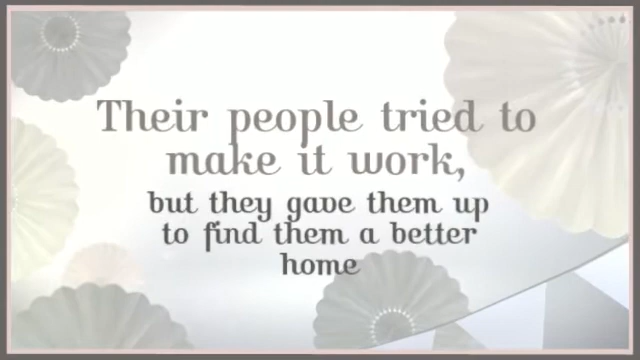 Their people tried to
make it work,
but they gave them up
to find them a better
home